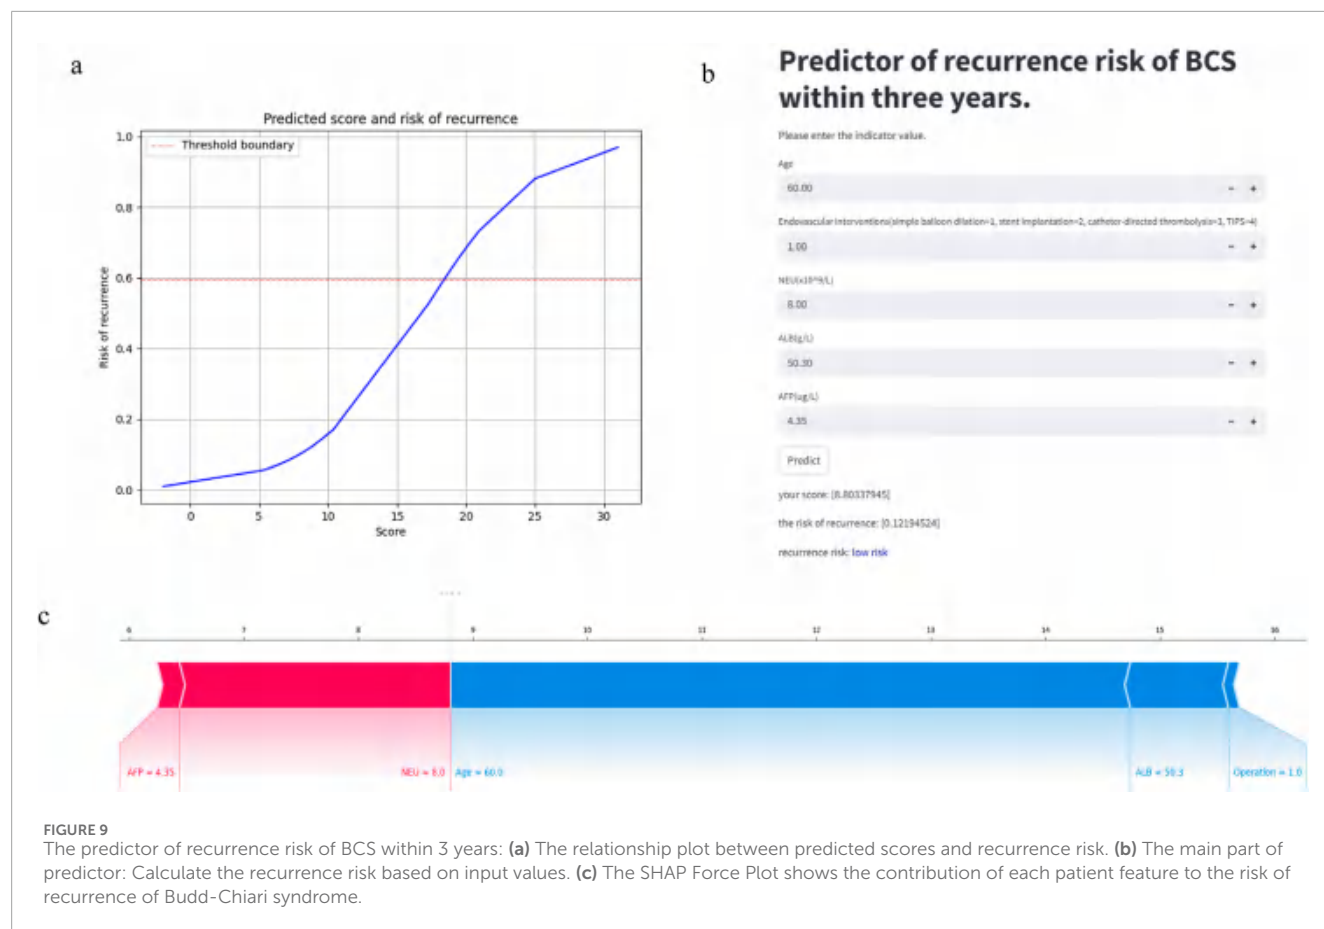 a
Predicted score and risk of recurrence
Threshold boundary
1.0
0.8
0.6
0.4
0.2
0.0
Risk of recurrence
0 5 10 15 20 25 30
Score
b
Predictor of recurrence risk of BCS
within three years.
Please enter the indicator value.
Age
60.00 - +
Endovascular interventions(simple balloon dilation=1, stent implantation=2, catheter-directed thrombolysis=3, TIPS=4)
1.00 - +
NEU(x10^9/L)
8.00 - +
ALB(g/L)
50.30 - +
AFP(ug/L)
4.35 - +
Predict
your score: [8.80337945]
the risk of recurrence: [0.12194524]
recurrence risk: low risk
c
6 7 8 9 10 11 12 13 14 15 16
AFP = 4.35 NEU = 8.0 Age = 60.0 ALB = 50.3 Operation = 1.0
FIGURE 9
The predictor of recurrence risk of BCS within 3 years: (a) The relationship plot between predicted scores and recurrence risk. (b) The main part of
predictor: Calculate the recurrence risk based on input values. (c) The SHAP Force Plot shows the contribution of each patient feature to the risk of
recurrence of Budd-Chiari syndrome.